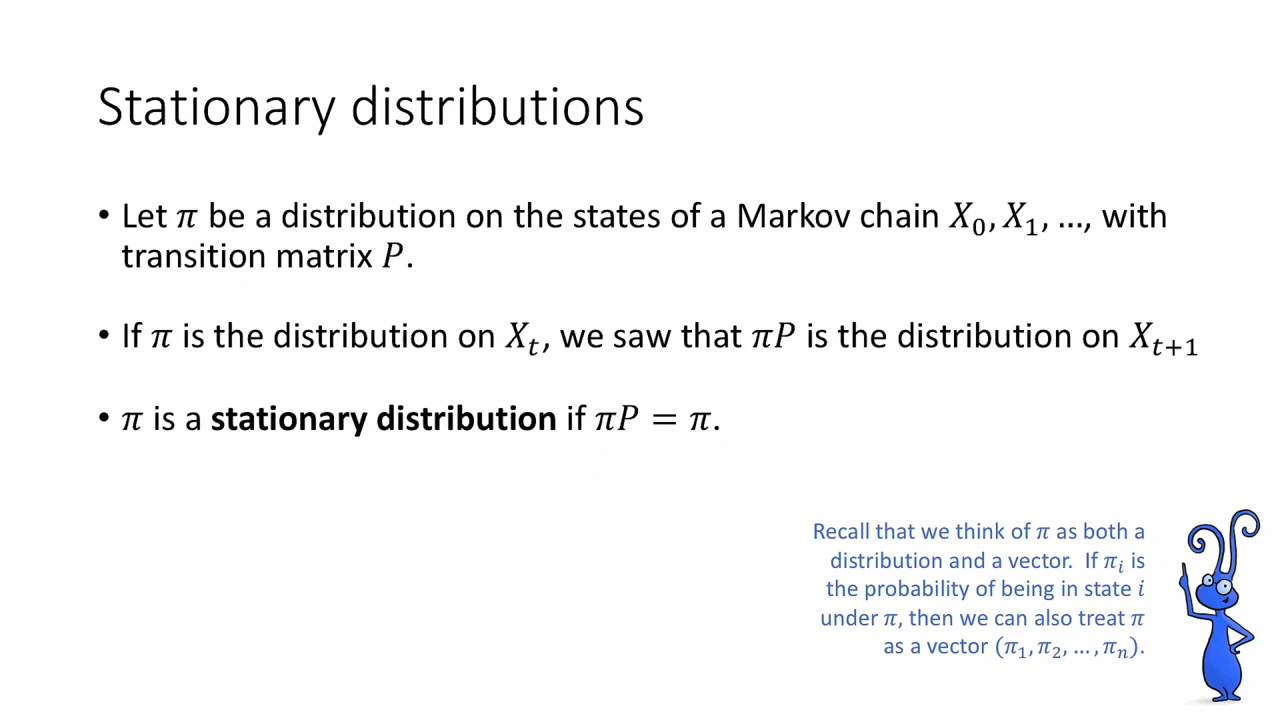 Stationary distributions
• Let π be a distribution on the states of a Markov chain X₀, X₁, …, with
transition matrix P.
• If π is the distribution on Xₜ, we saw that πP is the distribution on Xₜ₊₁
• π is a stationary distribution if πP = π.
Recall that we think of π as both a
distribution and a vector. If πᵢ is
the probability of being in state i
under π, then we can also treat π
as a vector (π₁, π₂, … , πₙ).